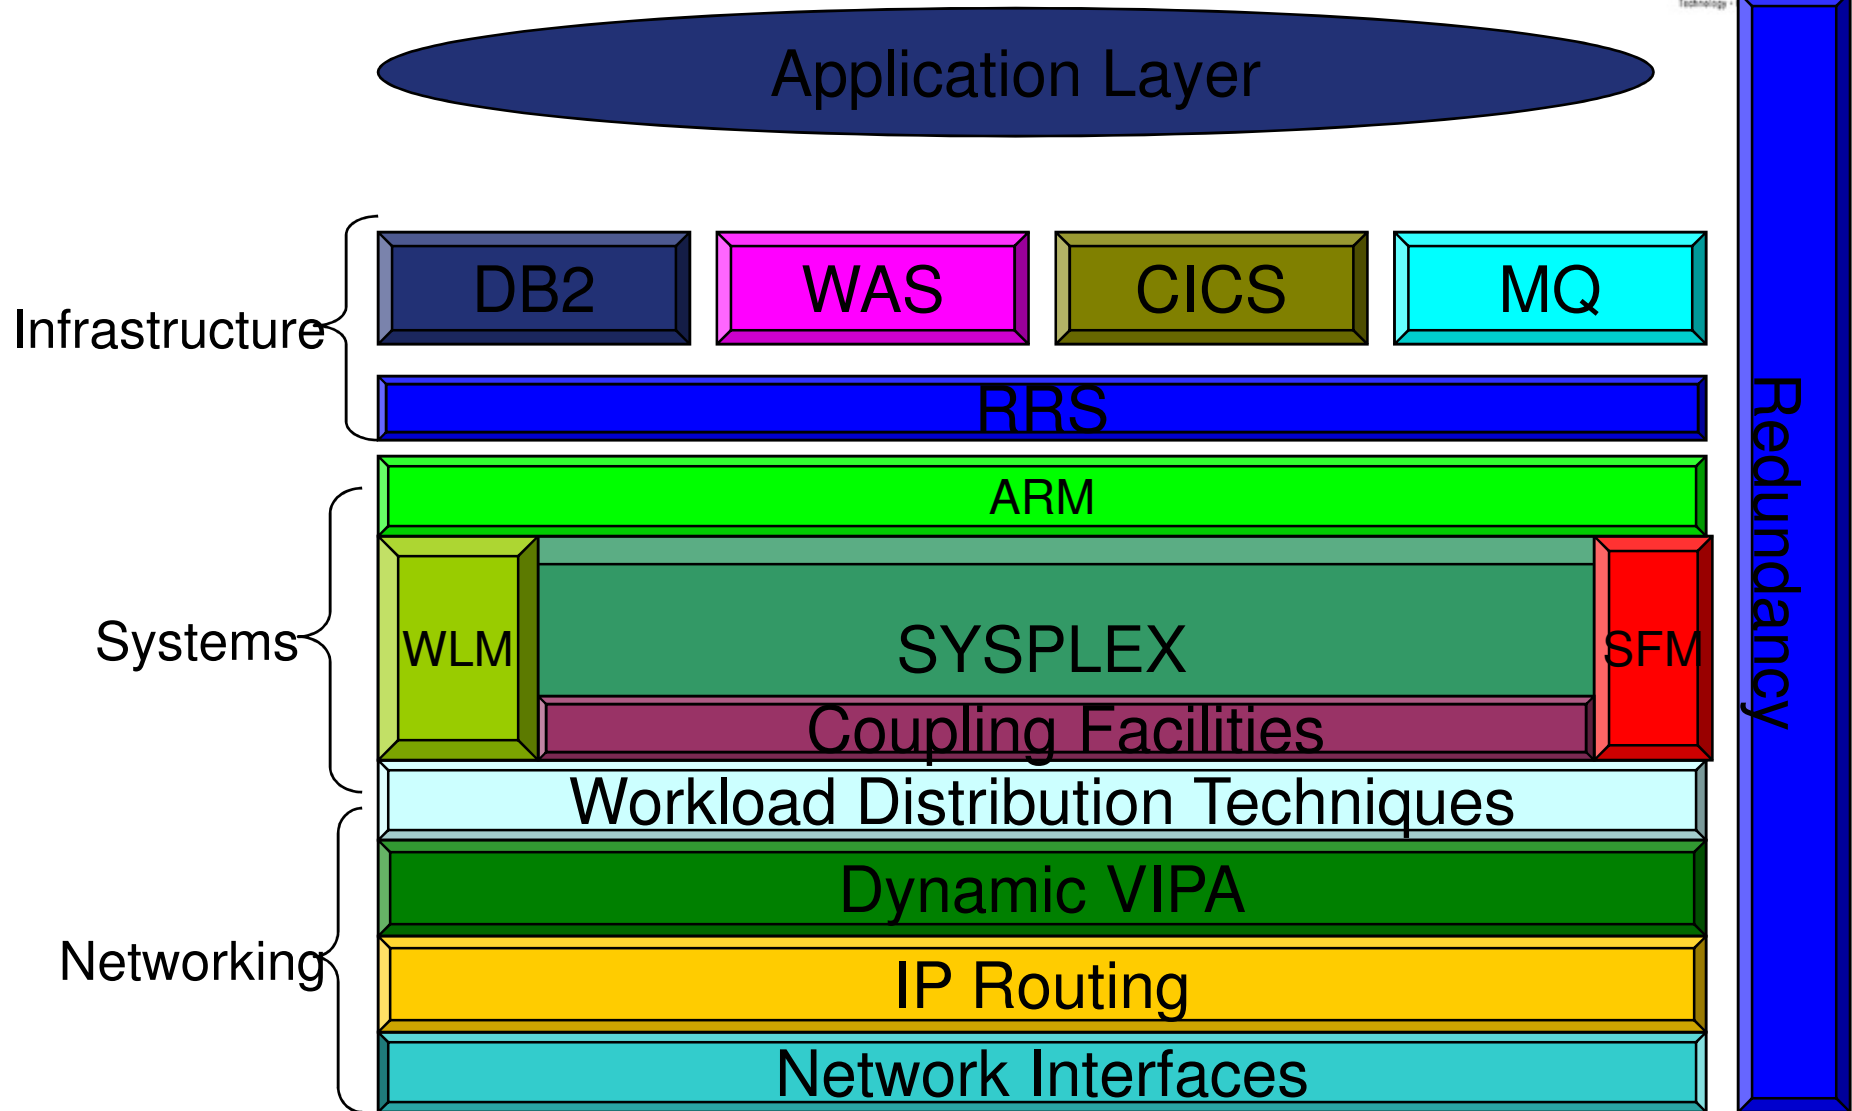 Technology
Application Layer
Infrastructure
DB2
WAS
CICS
MQ
RRS
ARM
Systems
WLM
SYSPLEX
SFM
Coupling Facilities
Workload Distribution Techniques
Dynamic VIPA
Networking
IP Routing
Network Interfaces
Redundancy